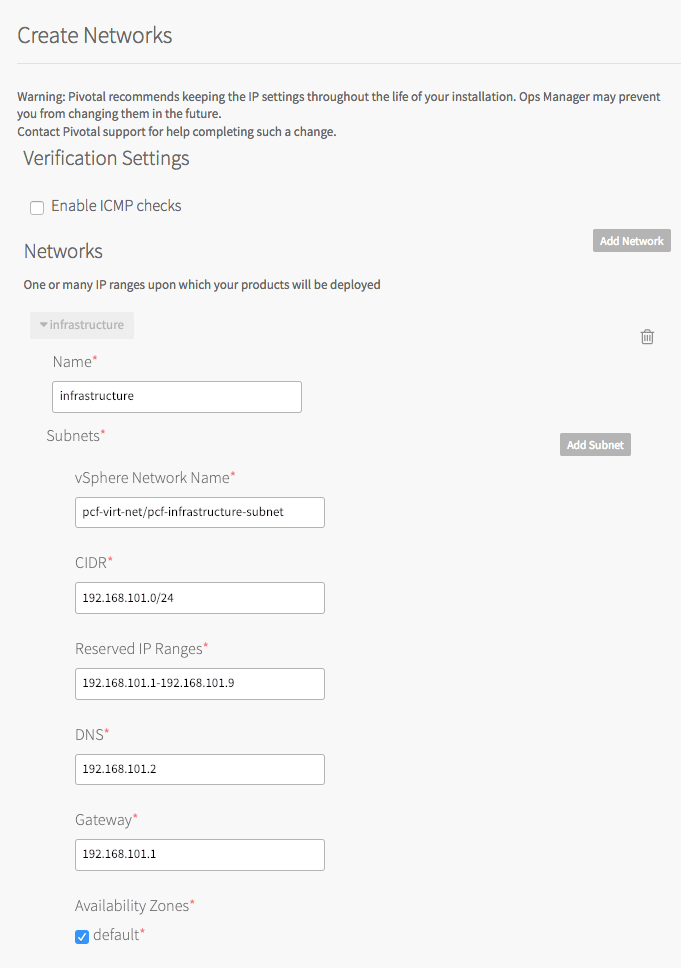 Create Networks
Warning: Pivotal recommends keeping the IP settings throughout the life of your installation. Ops Manager may prevent
you from changing them in the future.
Contact Pivotal support for help completing such a change.
Verification Settings
Enable ICMP checks
Add Network
Networks
One or many IP ranges upon which your products will be deployed
infrastructure
Name*
infrastructure
Subnets*
Add Subnet
vSphere Network Name*
pcf-virt-net/pcf-infrastructure-subnet
CIDR*
192.168.101.0/24
Reserved IP Ranges*
192.168.101.1-192.168.101.9
DNS*
192.168.101.2
Gateway*
192.168.101.1
Availability Zones*
default*